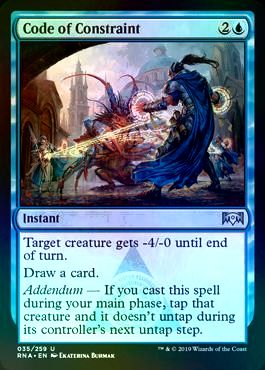 Code of Constraint 2
Instant
Target creature gets -4/-0 until end
of turn.
Draw a card.
Addendum — If you cast this spell
during your main phase, tap that
creature and it doesn't untap during
its controller's next untap step.
035/259 U
RNA • EN EKATERINA BURMAK
™ & © 2019 Wizards of the Coast